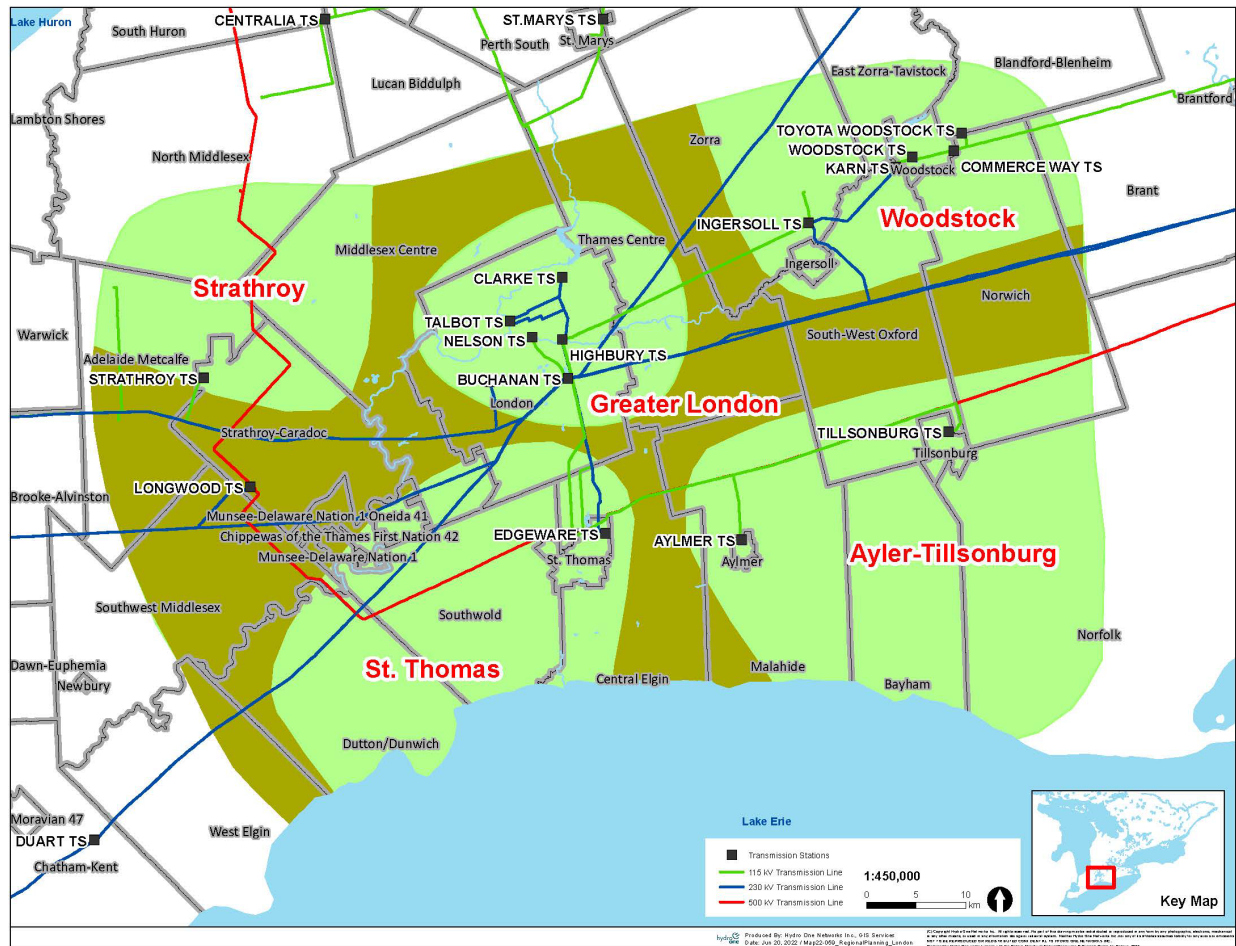 Lake Huron
CENTRALIA TS
South Huron
ST.MARYS TS
Perth South
St. Marys
Lucan Biddulph
East Zorra-Tavistock
Blandford-Blenheim
Brantford
Lambton Shores
North Middlesex
Zorra
TOYOTA WOODSTOCK TS
WOODSTOCK TS
KARN TS
Woodstock
COMMERCE WAY TS
Brant
Woodstock
INGERSOLL TS
Ingersoll
Middlesex Centre
Thames Centre
CLARKE TS
Strathroy
Norwich
TALBOT TS
NELSON TS
HIGHBURY TS
South-West Oxford
Warwick
Adelaide Metcalfe
STRATHROY TS
BUCHANAN TS
London
Greater London
Strathroy-Caradoc
TILLSONBURG TS
Tillsonburg
LONGWOOD TS
Brooke-Alvinston
Munsee-Delaware Nation 1 Oneida 41
Chippewas of the Thames First Nation 42
Munsee-Delaware Nation 1
EDGEWARE TS
St. Thomas
AYLMER TS
Aylmer
Ayler-Tillsonburg
Southwest Middlesex
Southwold
Norfolk
Dawn-Euphemia
Newbury
St. Thomas
Central Elgin
Malahide
Bayham
Dutton/Dunwich
Moravian 47
DUART TS
Chatham-Kent
West Elgin
Lake Erie
Transmission Stations
115 kV Transmission Line
230 kV Transmission Line
500 kV Transmission Line
1:450,000
0 5 10
km
Key Map
hydro one
Produced By: Hydro One Networks Inc., GIS Services
Date: Jun 20, 2022 / Map22-059_RegionalPlanning_London